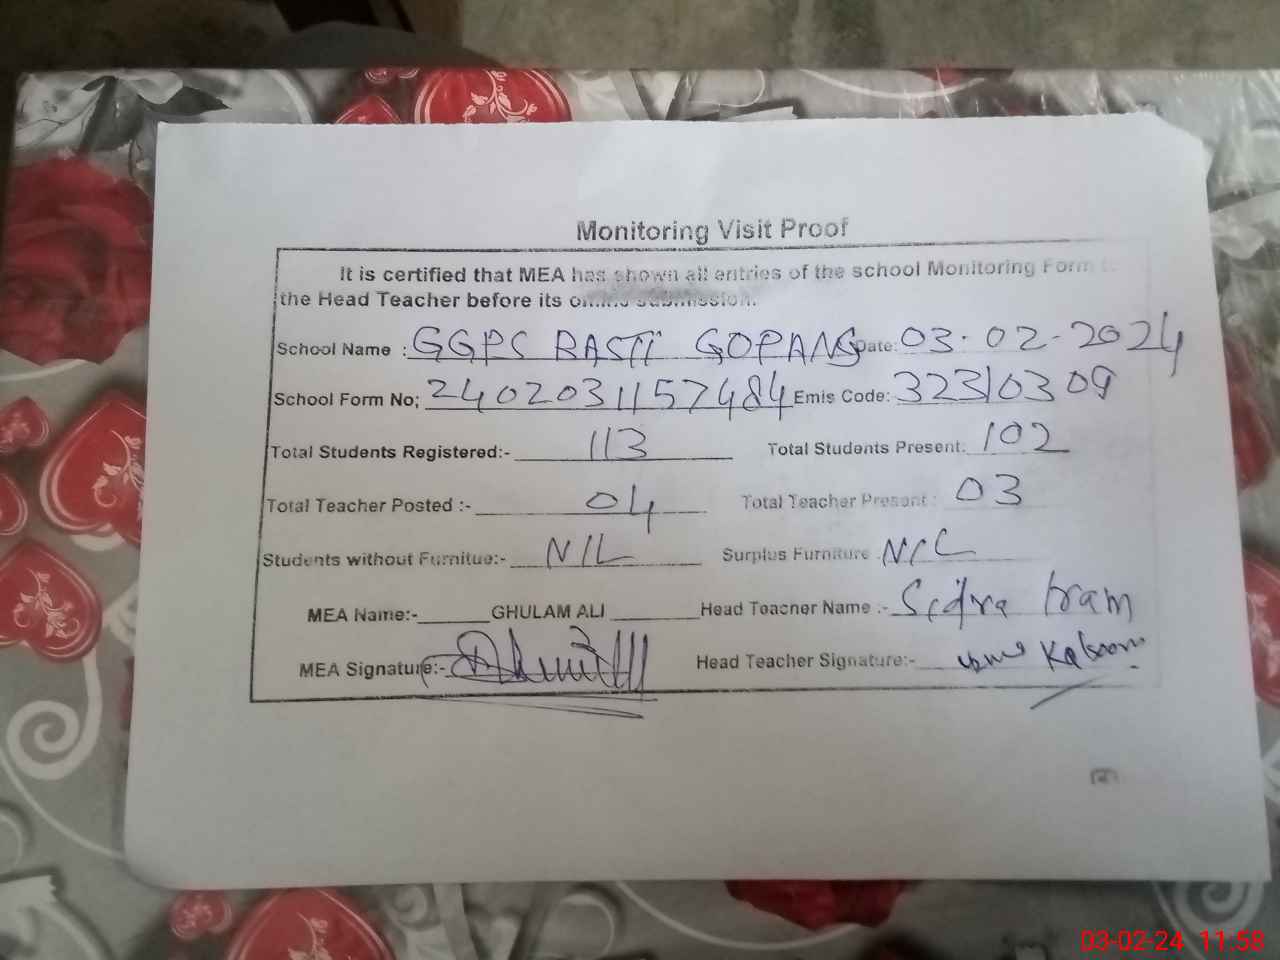 Monitoring Visit Proof
It is certified that MEA has shown all entries of the school Monitoring Form to
the Head Teacher before its online submission.
School Name : GGPS BASTI GOPANG Date: 03-02-2024
School Form No; 2402031157484 Emis Code: 32310309
Total Students Registered:- 113 Total Students Present: 102
Total Teacher Posted :- 04 Total Teacher Present : 03
Students without Furnitue:- NIL Surplus Furniture NIL
MEA Name:- GHULAM ALI Head Teacher Name :- Sidra Iram
MEA Signature:- Head Teacher Signature:- Kalsoom
03-02-24 11:58